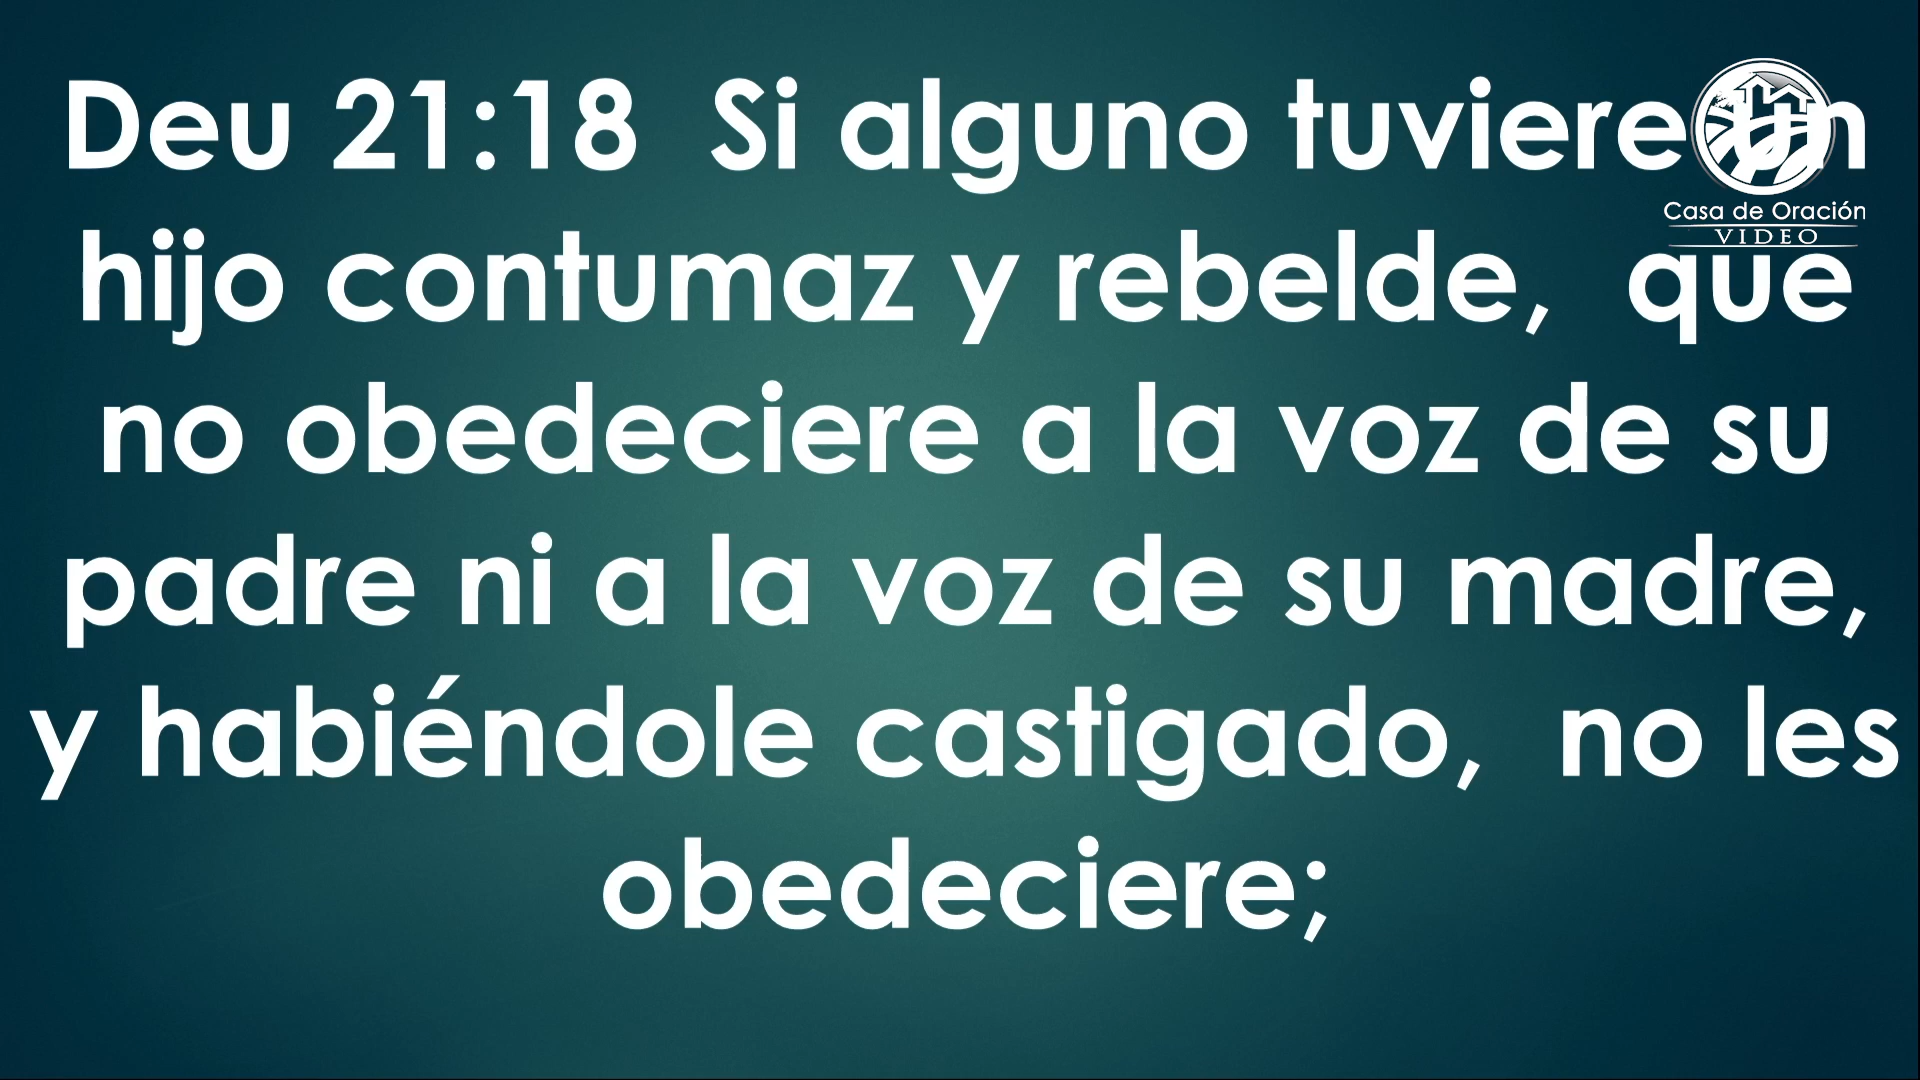 Deu 21:18 Si alguno tuviere un
hijo contumaz y rebelde, que
no obedeciere a la voz de su
padre ni a la voz de su madre,
y habiéndole castigado, no les
obedeciere;
Casa de Oración
VIDEO